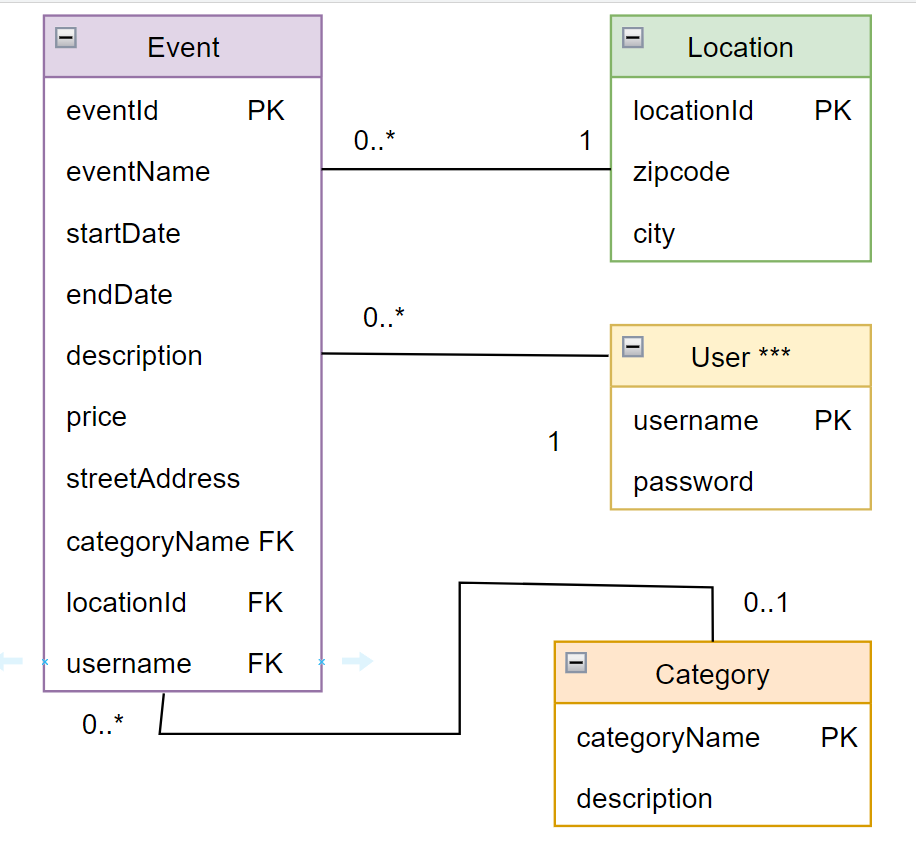 Event
eventId PK
eventName
startDate
endDate
description
price
streetAddress
categoryName FK
locationId FK
username FK
0..* 1
Location
locationId PK
zipcode
city
0..*
1
User ***
username PK
password
0..*
0..1
Category
categoryName PK
description